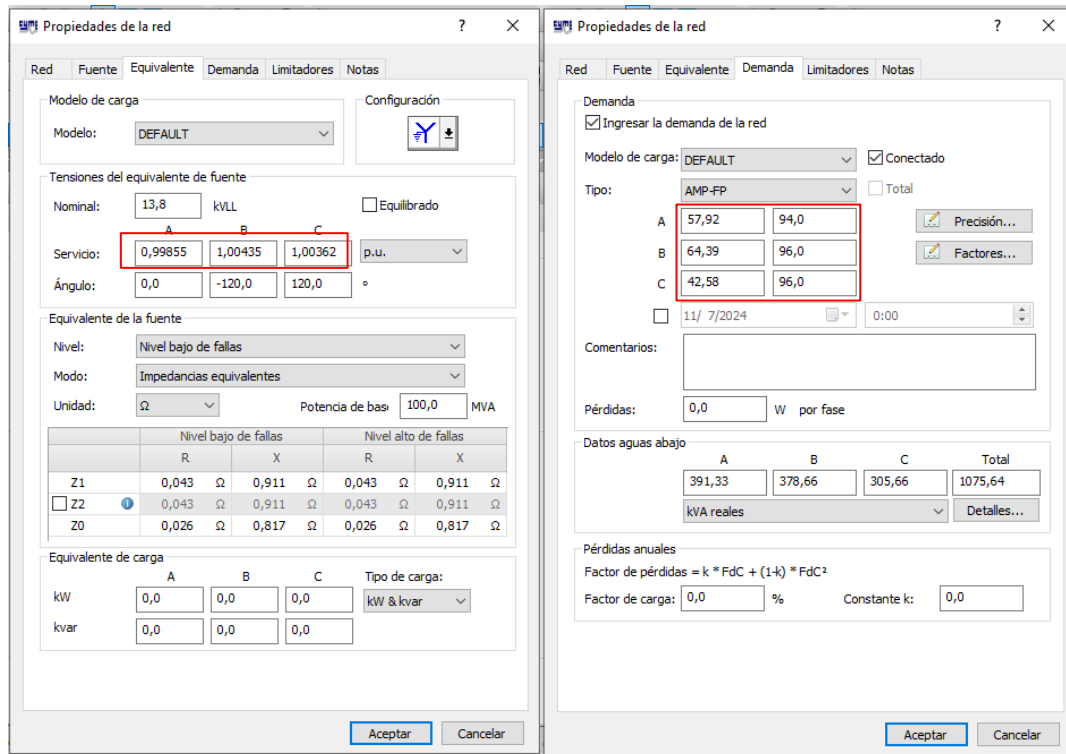 Propiedades de la red ? ×
Red Fuente Equivalente Demanda Limitadores Notas
Modelo de carga
Configuración
Modelo: DEFAULT
Tensiones del equivalente de fuente
Nominal: 13,8 kVLL Equilibrado
A B C
Servicio: 0,99855 1,00435 1,00362 p.u.
Ángulo: 0,0 -120,0 120,0 °
Equivalente de la fuente
Nivel: Nivel bajo de fallas
Modo: Impedancias equivalentes
Unidad: Ω Potencia de base 100,0 MVA
Nivel bajo de fallas Nivel alto de fallas
R X R X
Z1 0,043 Ω 0,911 Ω 0,043 Ω 0,911 Ω
Z2 0,043 Ω 0,911 Ω 0,043 Ω 0,911 Ω
Z0 0,026 Ω 0,817 Ω 0,026 Ω 0,817 Ω
Equivalente de carga
A B C Tipo de carga:
kW 0,0 0,0 0,0 kW & kvar
kvar 0,0 0,0 0,0
Aceptar Cancelar
Propiedades de la red ? ×
Red Fuente Equivalente Demanda Limitadores Notas
Demanda
Ingresar la demanda de la red
Modelo de carga: DEFAULT Conectado
Tipo: AMP-FP Total
A 57,92 94,0 Precisión...
B 64,39 96,0 Factores...
C 42,58 96,0
11/ 7/2024 0:00
Comentarios:
Pérdidas: 0,0 W por fase
Datos aguas abajo
A B C Total
391,33 378,66 305,66 1075,64
kVA reales Detalles...
Pérdidas anuales
Factor de pérdidas = k * FdC + (1-k) * FdC²
Factor de carga: 0,0 % Constante k: 0,0
Aceptar Cancelar